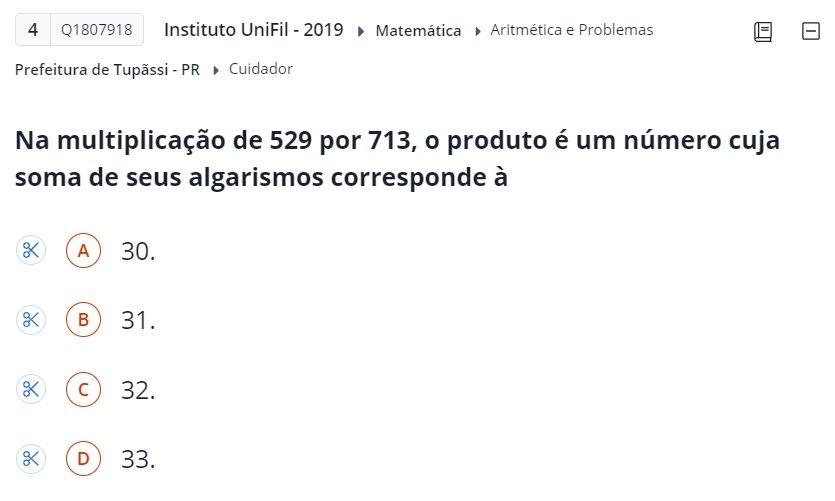 4 Q1807918 Instituto UniFil - 2019 Matemática Aritmética e Problemas
Prefeitura de Tupãssi - PR Cuidador
Na multiplicação de 529 por 713, o produto é um número cuja
soma de seus algarismos corresponde à
A 30.
B 31.
C 32.
D 33.